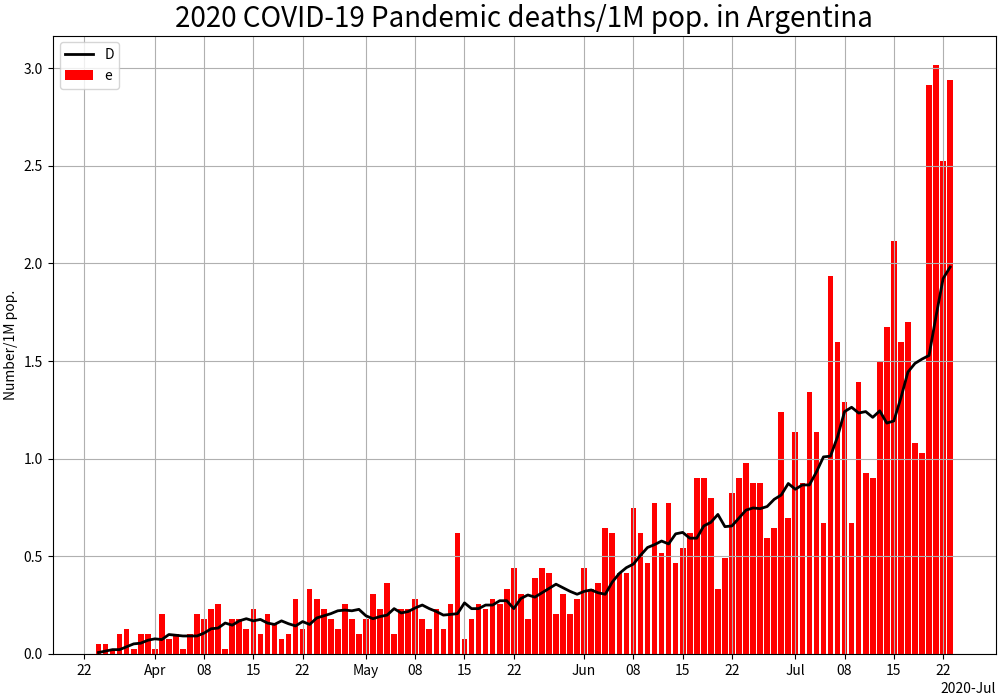 2020 COVID-19 Pandemic deaths/1M pop. in Argentina
D
e
Number/1M pop.
3.0
2.5
2.0
1.5
1.0
0.5
0.0
22 Apr 08 15 22 May 08 15 22 Jun 08 15 22 Jul 08 15 22
2020-Jul